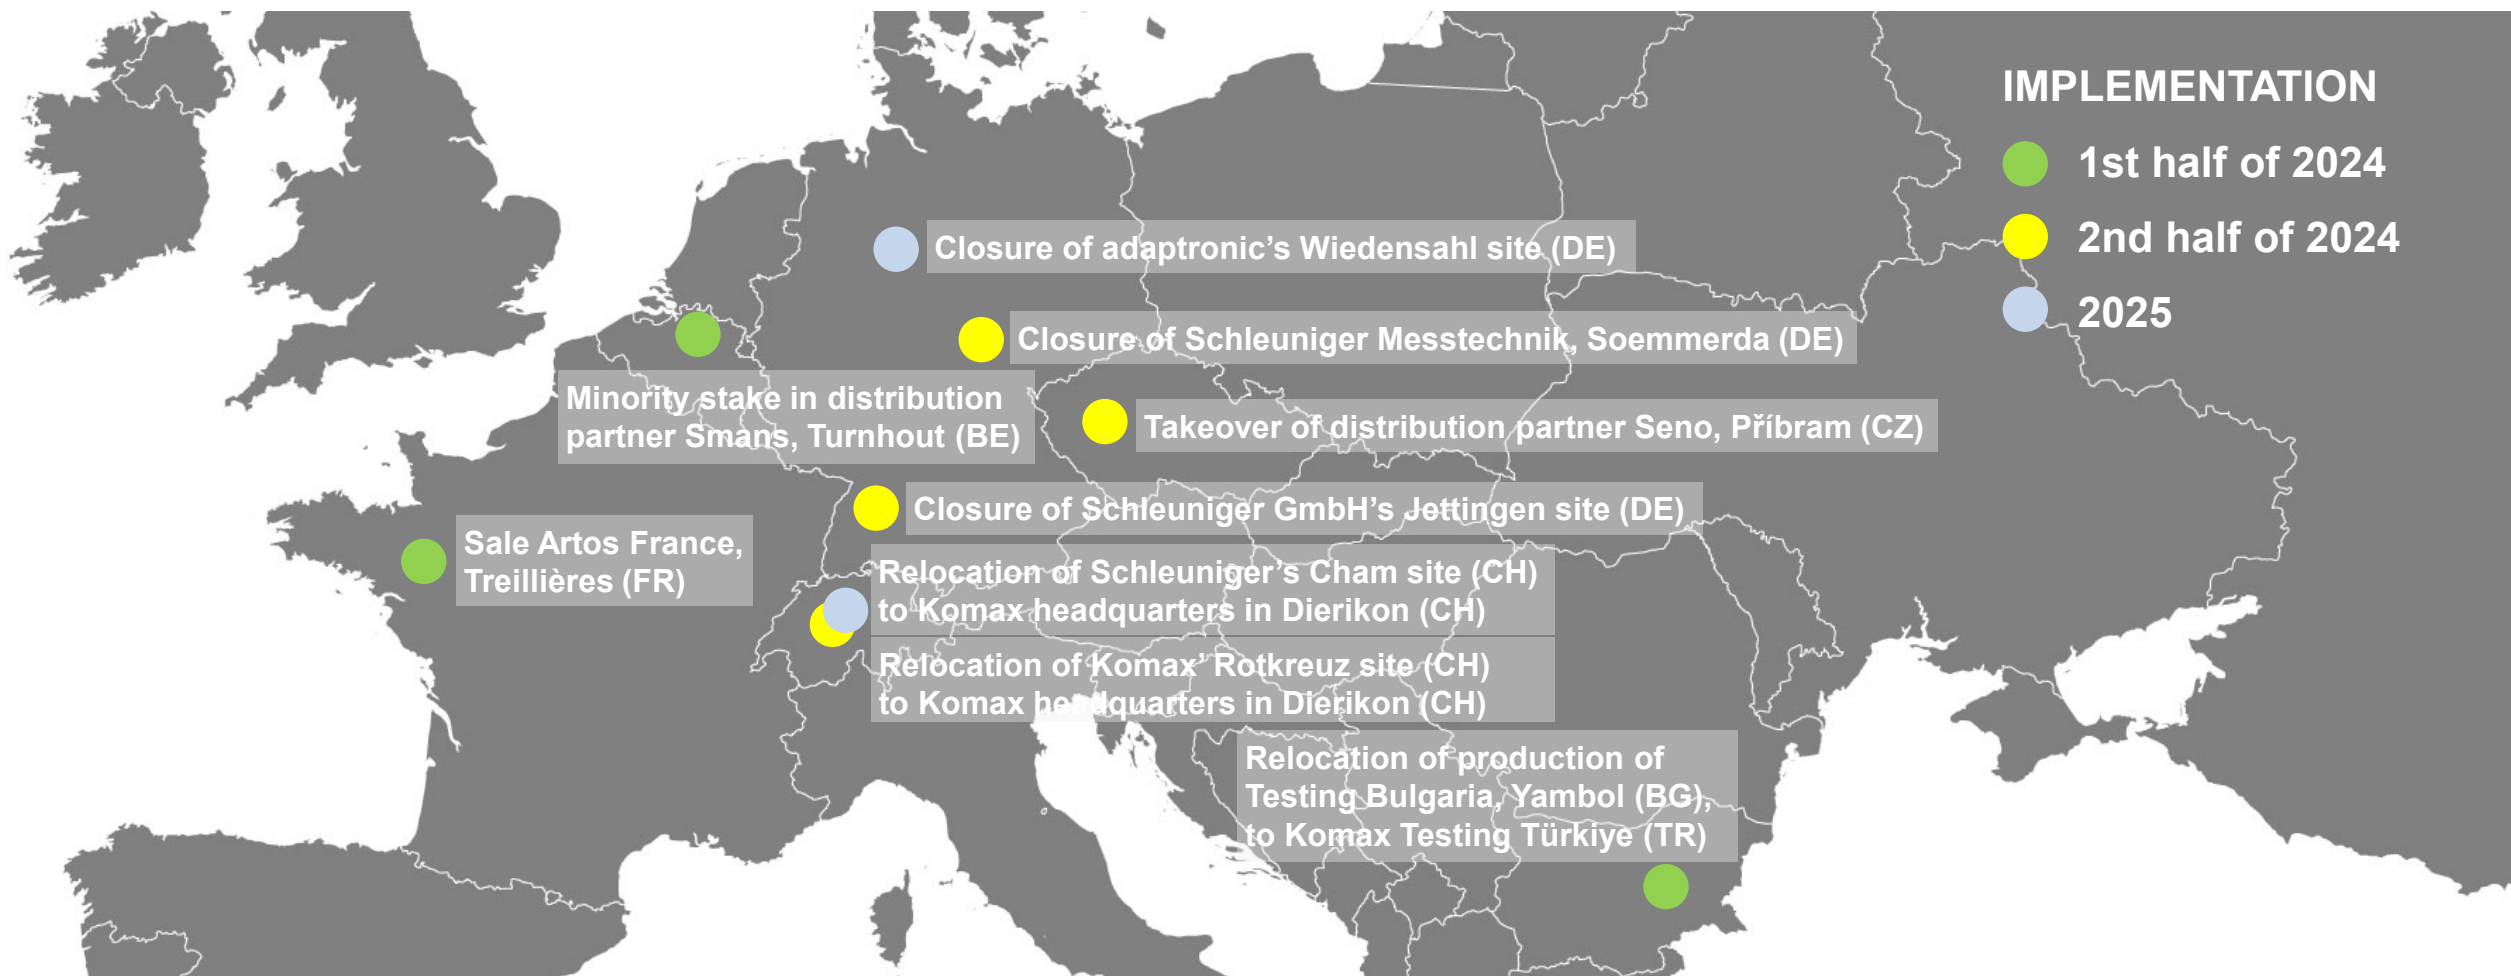 IMPLEMENTATION
1st half of 2024
2nd half of 2024
2025
Closure of adaptronic’s Wiedensahl site (DE)
Closure of Schleuniger Messtechnik, Soemmerda (DE)
Minority stake in distribution
partner Smans, Turnhout (BE)
Takeover of distribution partner Seno, Příbram (CZ)
Closure of Schleuniger GmbH’s Jettingen site (DE)
Sale Artos France,
Treillières (FR)
Relocation of Schleuniger’s Cham site (CH)
to Komax headquarters in Dierikon (CH)
Relocation of Komax’ Rotkreuz site (CH)
to Komax headquarters in Dierikon (CH)
Relocation of production of
Testing Bulgaria, Yambol (BG),
to Komax Testing Türkiye (TR)